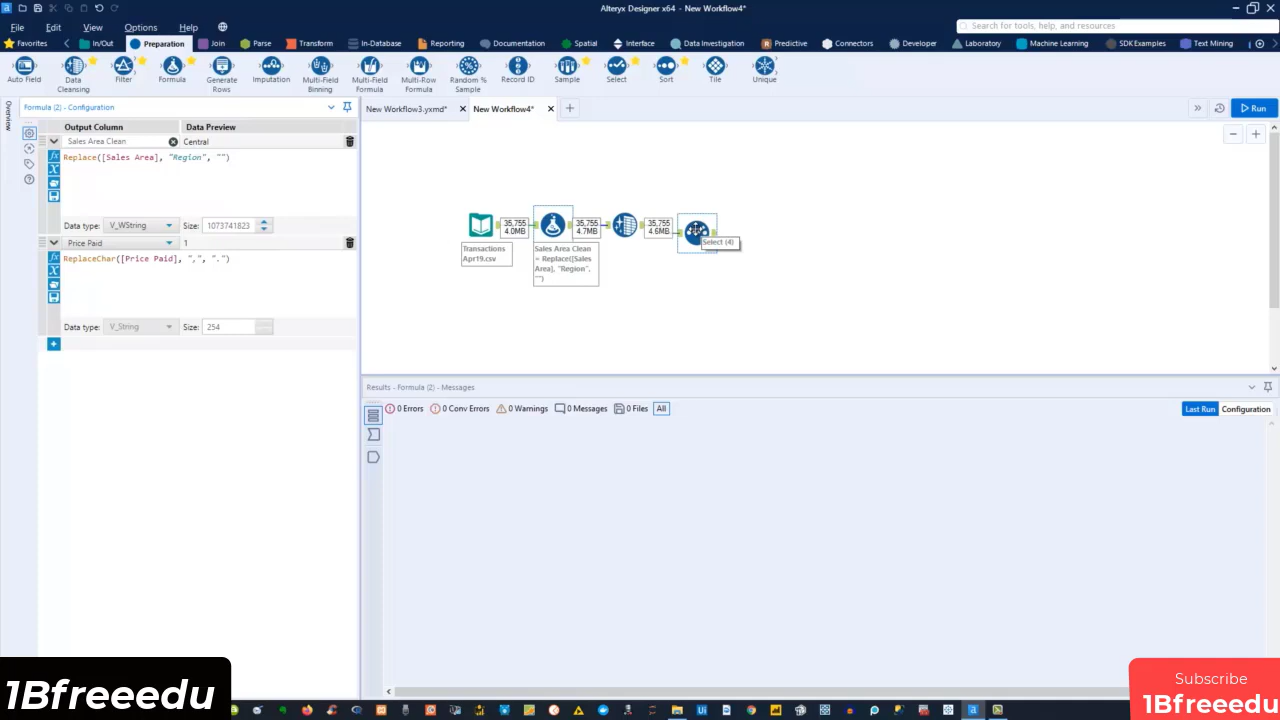 Alteryx Designer x64 - New Workflow4*
File Edit View Options Help
Search for tools, help, and resources
Favorites In/Out Preparation Join Parse Transform In-Database Reporting Documentation Spatial Interface Data Investigation Predictive Connectors Developer Laboratory Machine Learning SDK Examples Text Mining
Auto Field Data Cleansing Filter Formula Generate Rows Imputation Multi-Field Binning Multi-Field Formula Multi-Row Formula Random % Sample Record ID Sample Select Sort Tile Unique
Overview
Formula (2) - Configuration
New Workflow3.yxmd* New Workflow4*
Run
Output Column Data Preview
Sales Area Clean Central
Replace([Sales Area], "Region", "")
Data type: V_WString Size: 1073741823
Price Paid 1
ReplaceChar([Price Paid], ",", ".")
Data type: V_String Size: 254
35,755
4.0MB
35,755
4.7MB
35,755
4.6MB
Select (4)
Transactions
Apr19.csv
Sales Area Clean
= Replace([Sales
Area], "Region",
"")
Results - Formula (2) - Messages
0 Errors 0 Conv Errors 0 Warnings 0 Messages 0 Files All
Last Run Configuration
1Bfreeedu
Subscribe
1Bfreeedu